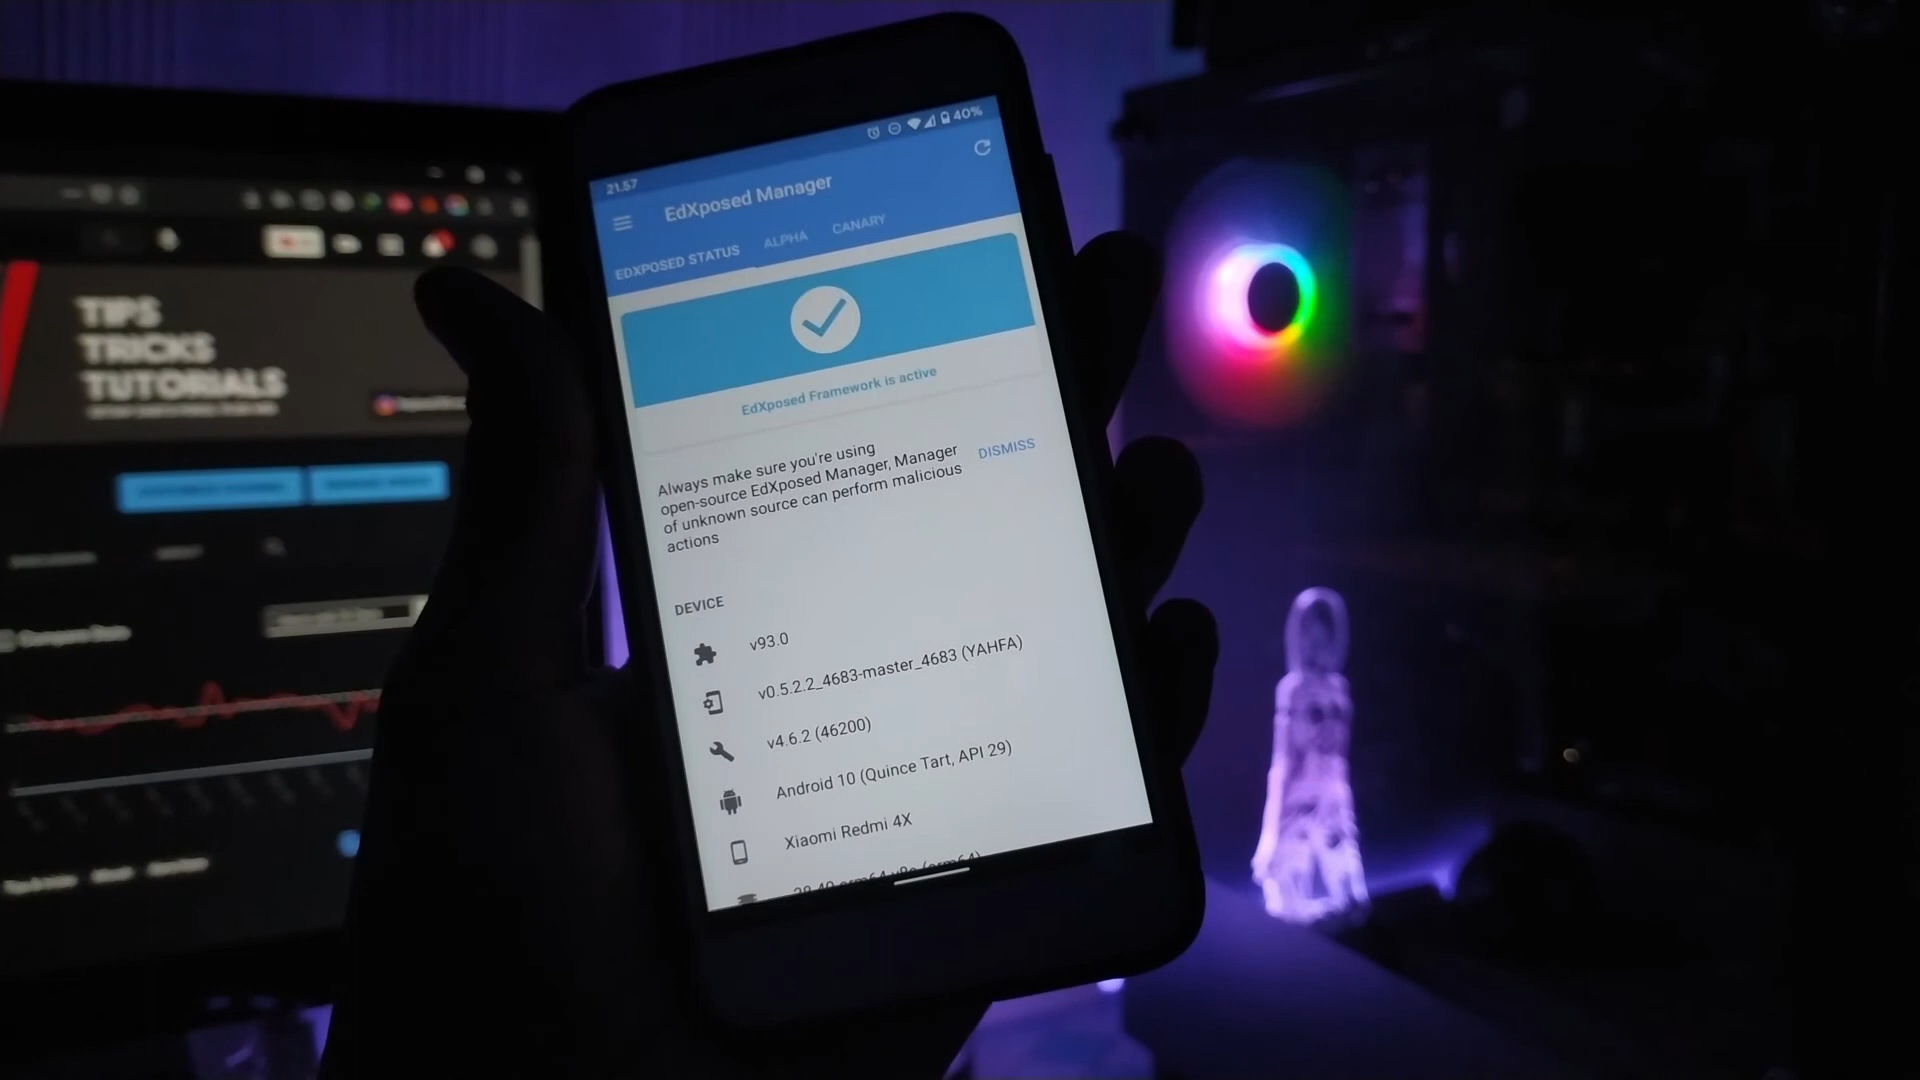 TIPS
TRICKS
TUTORIALS
21.57
40%
EdXposed Manager
EDXPOSED STATUS
ALPHA
CANARY
EdXposed Framework is active
Always make sure you're using
open-source EdXposed Manager, Manager
of unknown source can perform malicious
actions
DISMISS
DEVICE
v93.0
v0.5.2.2_4683-master_4683 (YAHFA)
v4.6.2 (46200)
Android 10 (Quince Tart, API 29)
Xiaomi Redmi 4X